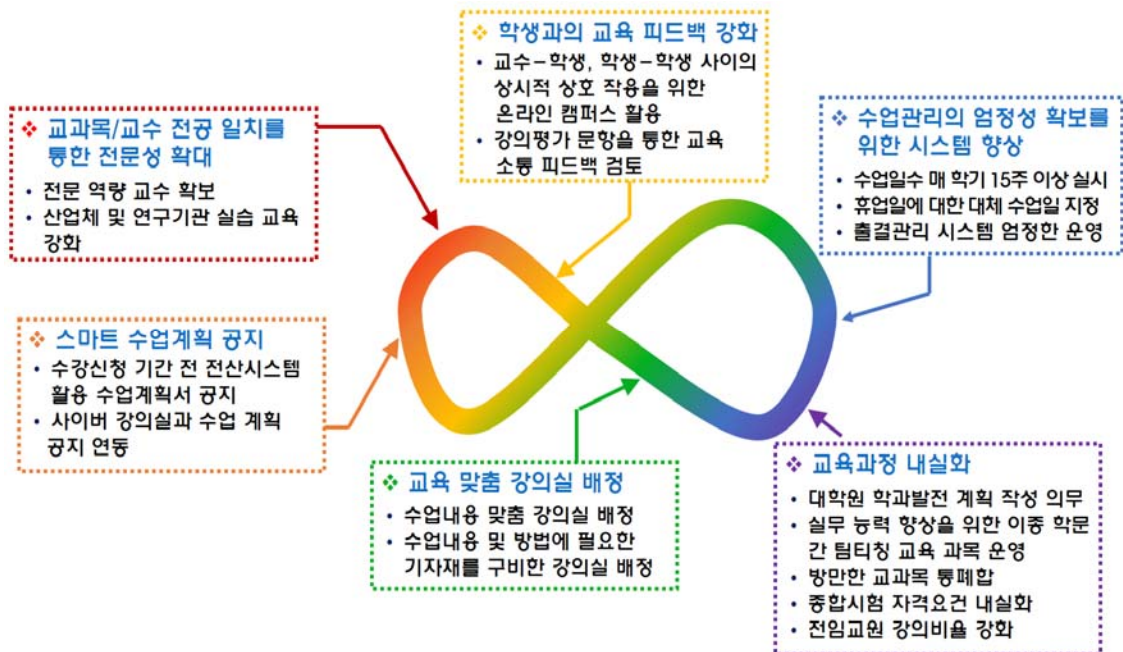 ❖ 학생과의 교육 피드백 강화
• 교수-학생, 학생-학생 사이의
상시적 상호 작용을 위한
온라인 캠퍼스 활용
• 강의평가 문항을 통한 교육
소통 피드백 검토
❖ 교과목/교수 전공 일치를
통한 전문성 확대
• 전문 역량 교수 확보
• 산업체 및 연구기관 실습 교육
강화
❖ 수업관리의 엄정성 확보를
위한 시스템 향상
• 수업일수 매 학기 15주 이상 실시
• 휴업일에 대한 대체 수업일 지정
• 출결관리 시스템 엄정한 운영
❖ 스마트 수업계획 공지
• 수강신청 기간 전 전산시스템
활용 수업계획서 공지
• 사이버 강의실과 수업 계획
공지 연동
❖ 교육 맞춤 강의실 배정
• 수업내용 맞춤 강의실 배정
• 수업내용 및 방법에 필요한
기자재를 구비한 강의실 배정
❖ 교육과정 내실화
• 대학원 학과발전 계획 작성 의무
• 실무 능력 향상을 위한 이종 학문
간 팀티칭 교육 과목 운영
• 방만한 교과목 통폐합
• 종합시험 자격요건 내실화
• 전임교원 강의비율 강화